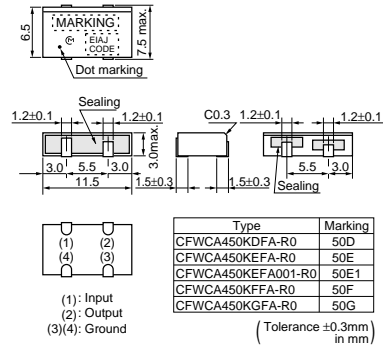 6.5
MARKING
EIAJ
CODE
7.5 max.
Dot marking
Sealing
1.2±0.1
1.2±0.1
C0.3
1.2±0.1
1.2±0.1
3.0max.
3.0
5.5
3.0
11.5
1.5±0.3
1.5±0.3
5.5
3.0
Sealing
(1)
(2)
(4)
(3)
(1): Input
(2): Output
(3)(4): Ground
Type Marking
CFWCA450KDFA-R0 50D
CFWCA450KEFA-R0 50E
CFWCA450KEFA001-R0 50E1
CFWCA450KFFA-R0 50F
CFWCA450KGFA-R0 50G
(Tolerance ±0.3mm
in mm)